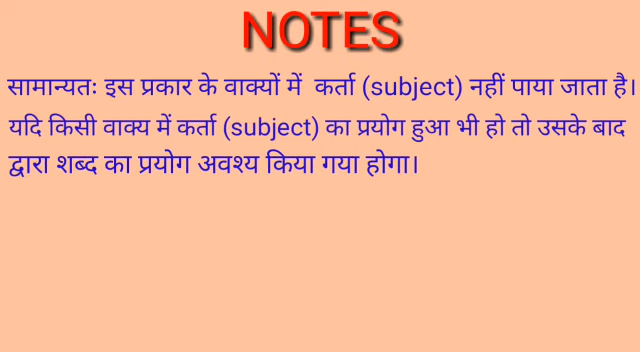 NOTES
सामान्यतः इस प्रकार के वाक्यों में कर्ता (subject) नहीं पाया जाता है।
यदि किसी वाक्य में कर्ता (subject) का प्रयोग हुआ भी हो तो उसके बाद
द्वारा शब्द का प्रयोग अवश्य किया गया होगा।